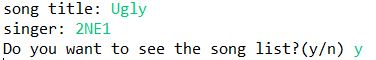 song title: Ugly
singer: 2NE1
Do you want to see the song list?(y/n) y